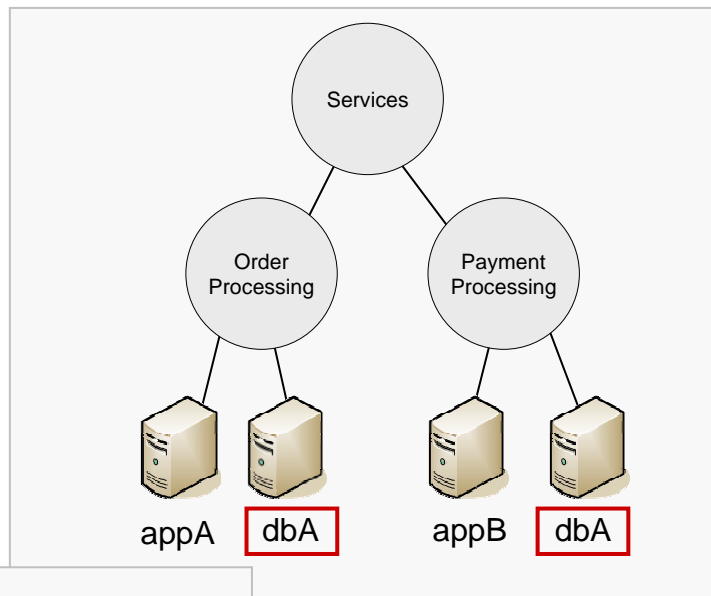 Services
Order
Processing
Payment
Processing
appA
dbA
appB
dbA